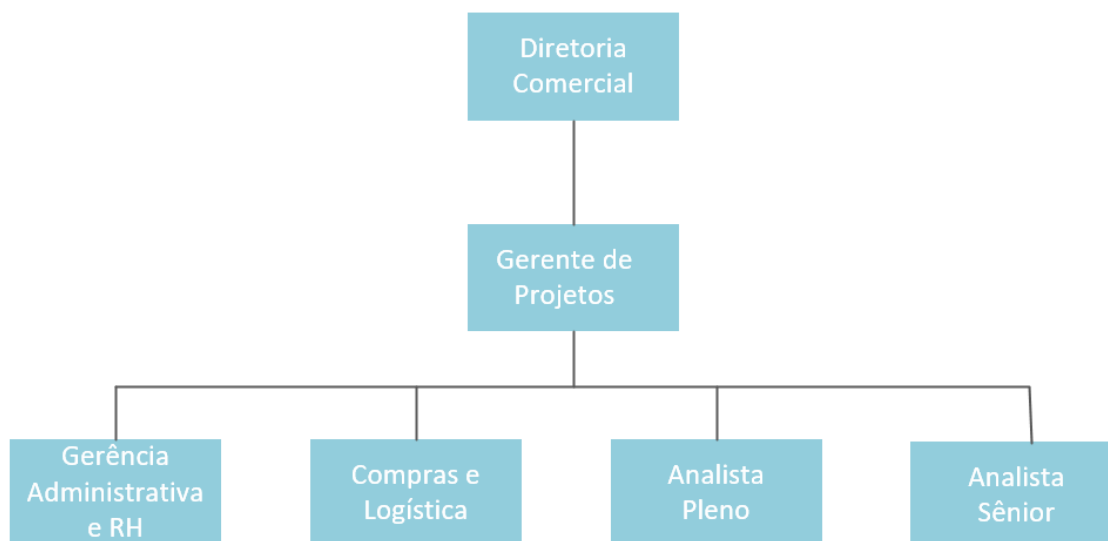 Diretoria
Comercial
Gerente de
Projetos
Gerência
Administrativa
e RH
Compras e
Logística
Analista
Pleno
Analista
Sênior